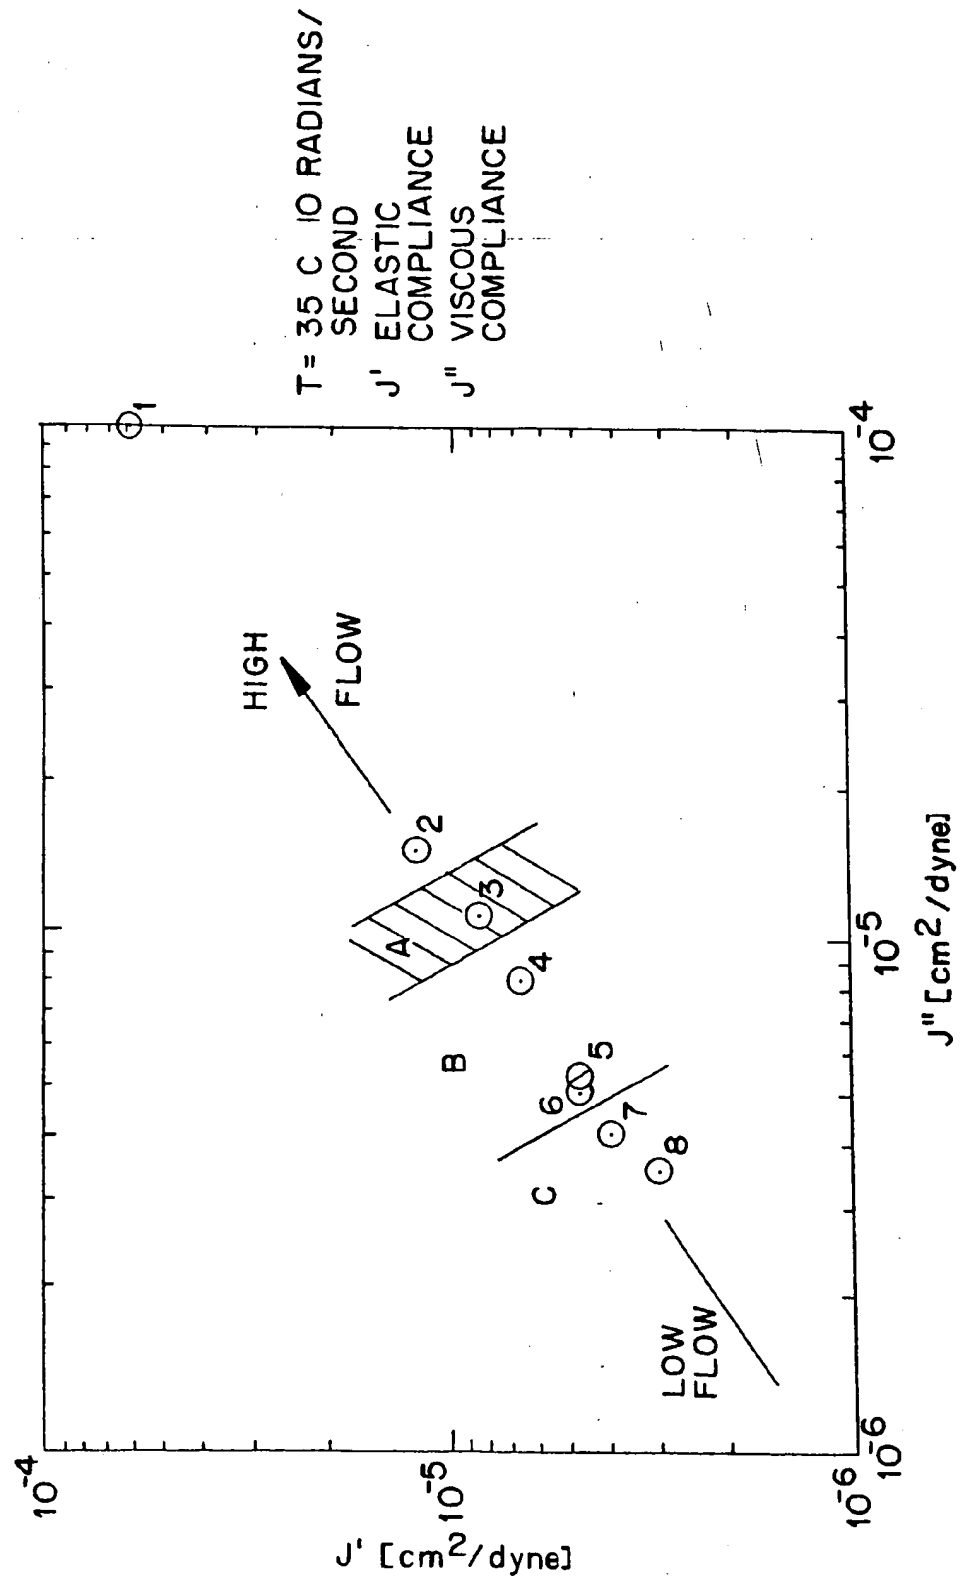 T= 35 C 10 RADIANS/
SECOND
J' ELASTIC
COMPLIANCE
J" VISCOUS
COMPLIANCE
10-4
10-5
10-6
J' [cm2/dyne]
1
HIGH
FLOW
2
A
3
4
B
5
6
7
C
8
LOW
FLOW
10-6
10-5
10-4
J" [cm2/dyne]